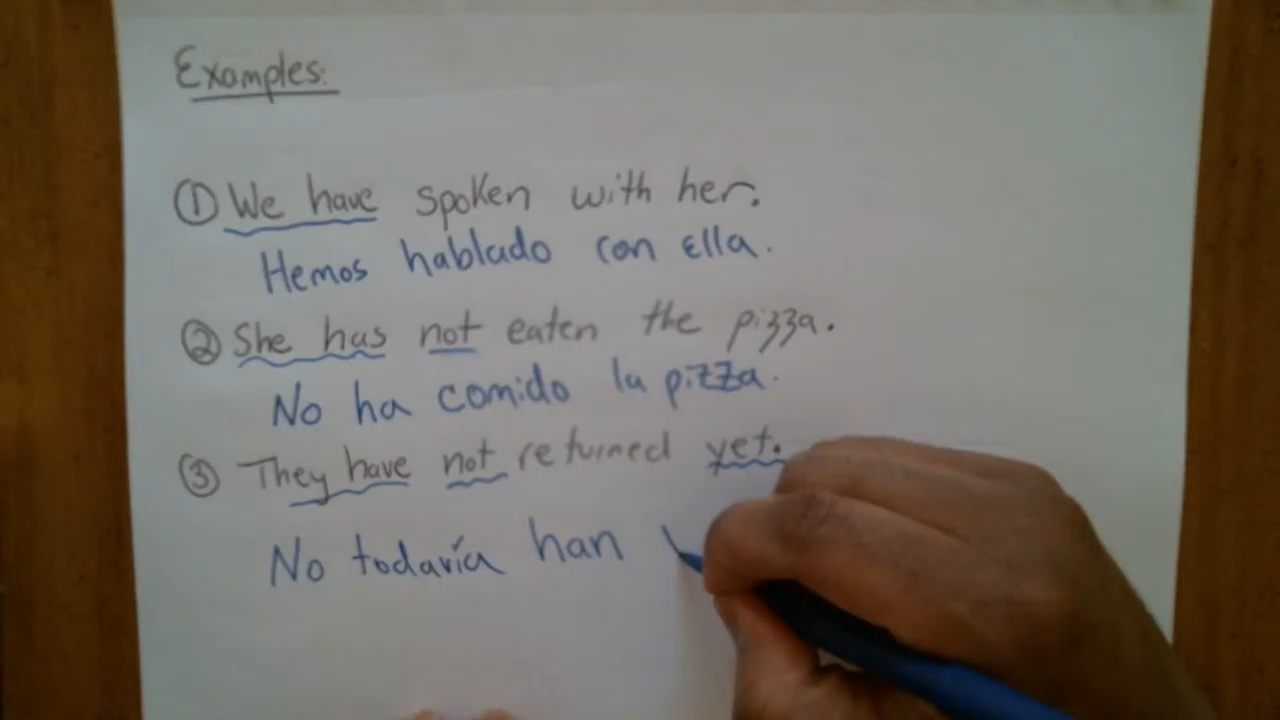 Examples:
① We have spoken with her.
Hemos hablado con ella.
② She has not eaten the pizza.
No ha comido la pizza.
③ They have not returned yet.
No todavía han